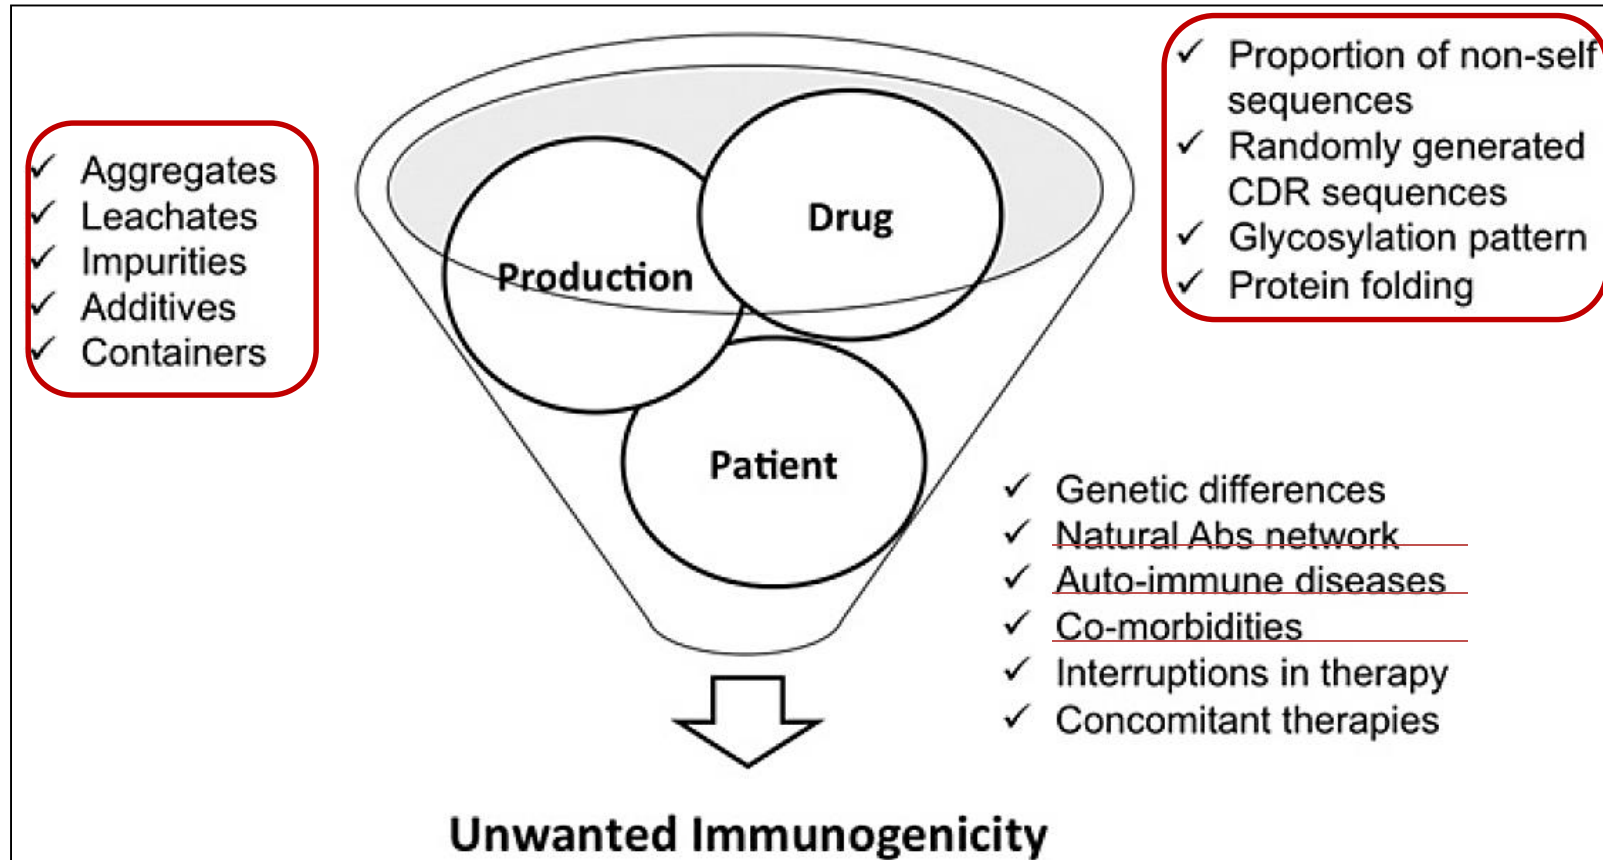 ✓ Aggregates
✓ Leachates
✓ Impurities
✓ Additives
✓ Containers
Production
Drug
Patient
✓ Proportion of non-self
sequences
✓ Randomly generated
CDR sequences
✓ Glycosylation pattern
✓ Protein folding
✓ Genetic differences
✓ Natural Abs network
✓ Auto-immune diseases
✓ Co-morbidities
✓ Interruptions in therapy
✓ Concomitant therapies
Unwanted Immunogenicity